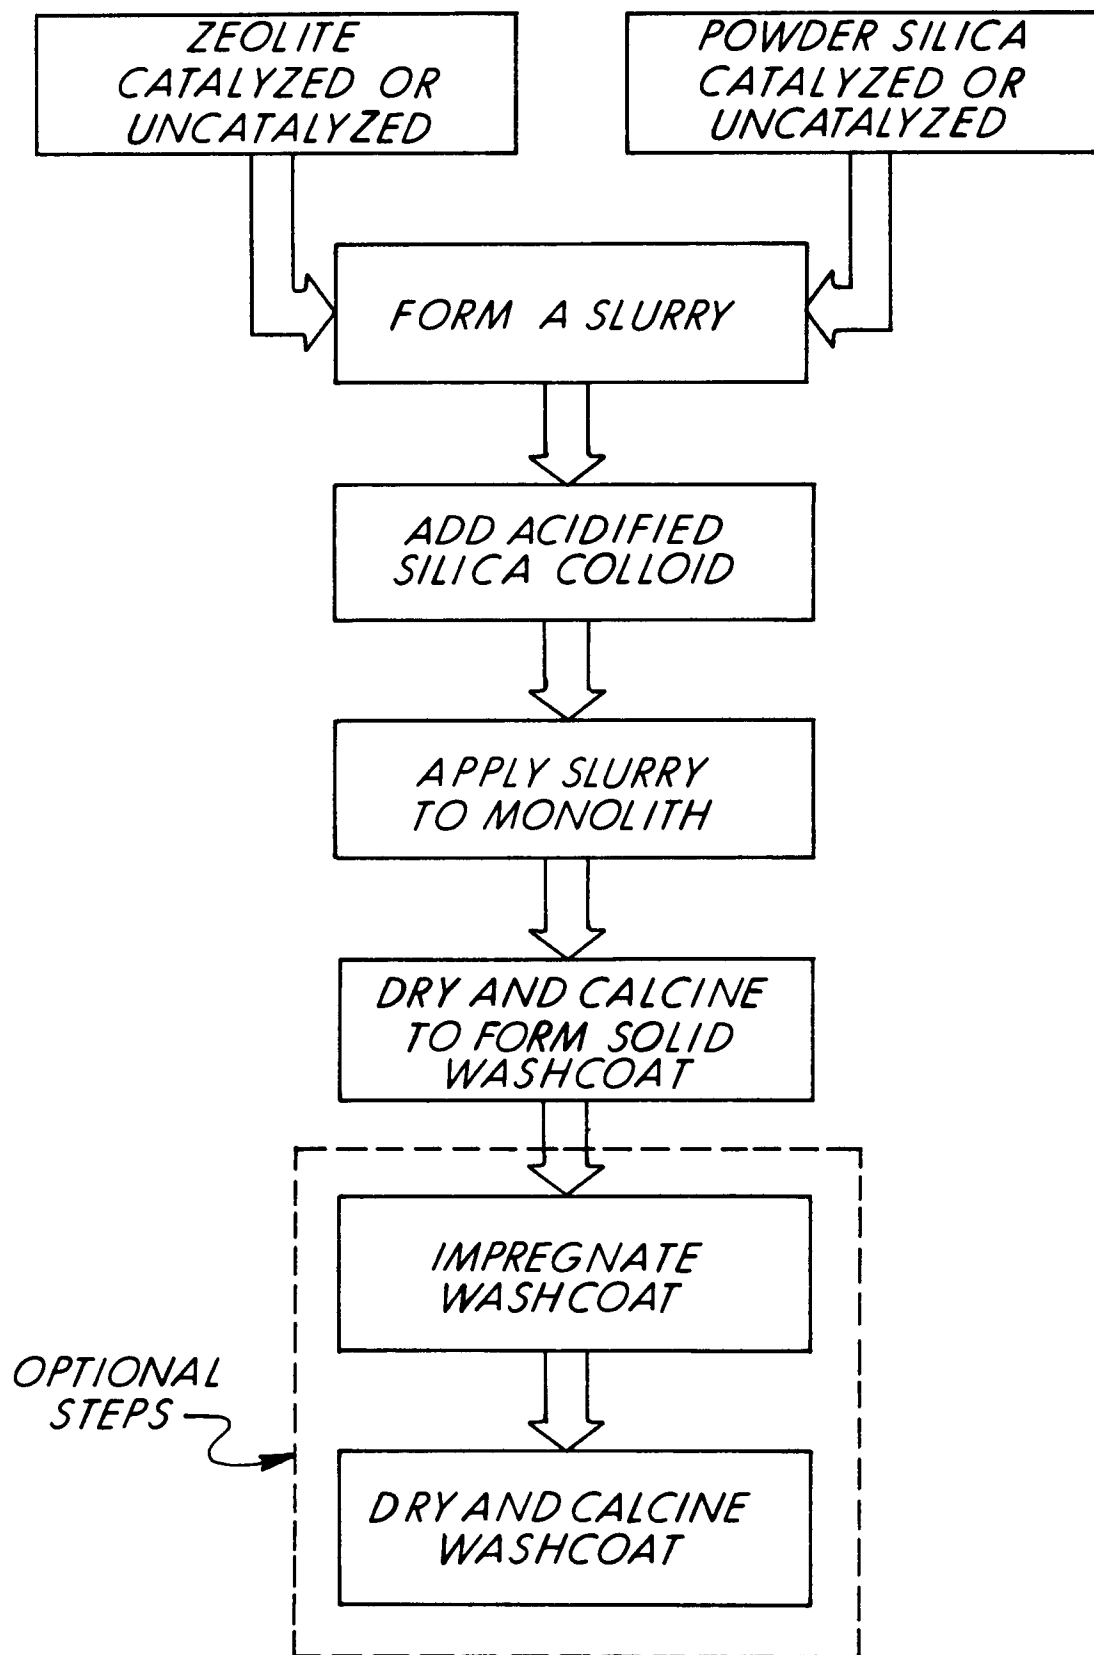 ZEOLITE
CATALYZED OR
UNCATALYZED
POWDER SILICA
CATALYZED OR
UNCATALYZED
FORM A SLURRY
ADD ACIDIFIED
SILICA COLLOID
APPLY SLURRY
TO MONOLITH
DRY AND CALCINE
TO FORM SOLID
WASHCOAT
IMPREGNATE
WASHCOAT
OPTIONAL
STEPS
DRY AND CALCINE
WASHCOAT